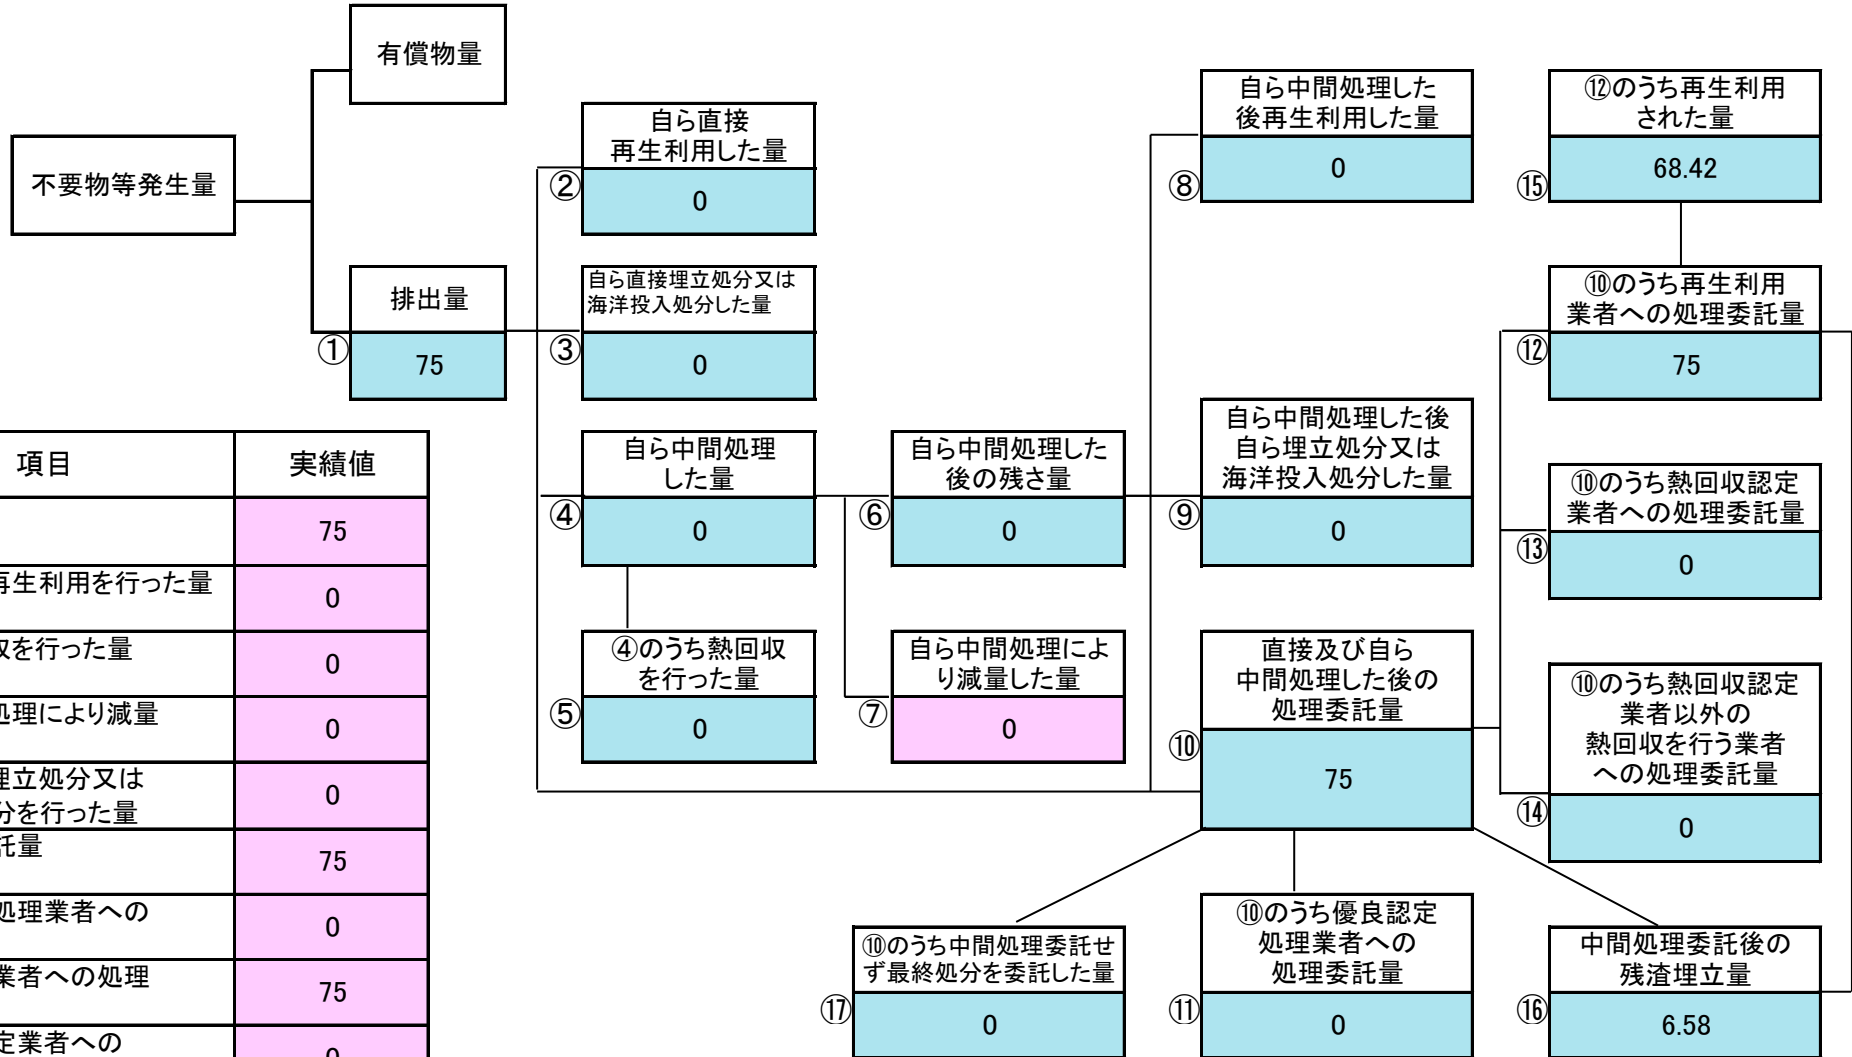 有償物量
不要物等発生量
排出量
①
75
自ら直接
再生利用した量
②
0
自ら直接埋立処分又は
海洋投入処分した量
③
0
自ら中間処理
した量
④
0
④のうち熱回収
を行った量
⑤
0
自ら中間処理した
後の残さ量
⑥
0
自ら中間処理によ
り減量した量
⑦
0
自ら中間処理した
後再生利用した量
⑧
0
自ら中間処理した後
自ら埋立処分又は
海洋投入処分した量
⑨
0
直接及び自ら
中間処理した後の
処理委託量
⑩
75
⑫のうち再生利用
された量
⑮
68.42
⑩のうち再生利用
業者への処理委託量
⑫
75
⑩のうち熱回収認定
業者への処理委託量
⑬
0
⑩のうち熱回収認定
業者以外の
熱回収を行う業者
への処理委託量
⑭
0
⑩のうち中間処理委託せ
ず最終処分を委託した量
⑰
0
⑩のうち優良認定
処理業者への
処理委託量
⑪
0
中間処理委託後の
残渣埋立量
⑯
6.58
項目 実績値
75
再生利用を行った量 0
を行った量 0
処理により減量 0
埋立処分又は
分を行った量 0
託量 75
処理業者への 0
業者への処理 75
定業者への 0